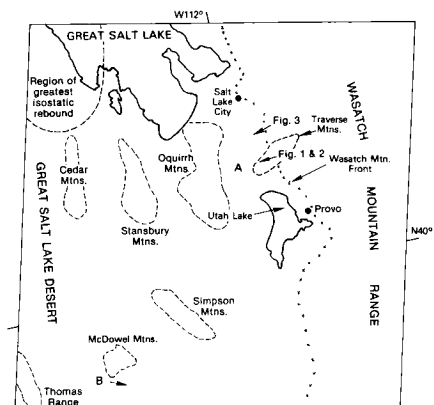 W112°
GREAT SALT LAKE
Region of
greatest
isostatic
rebound
Salt
Lake
City
Fig. 3
Traverse
Mtns.
WASATCH
MOUNTAIN
RANGE
Oquirrh
Mtns.
A
Fig. 1 & 2
Wasatch Mtn.
Front
Cedar
Mtns.
GREAT SALT LAKE DESERT
Stansbury
Mtns.
Utah Lake
Provo
N40°
Simpson
Mtns.
McDowel Mtns.
B
Thomas
Range